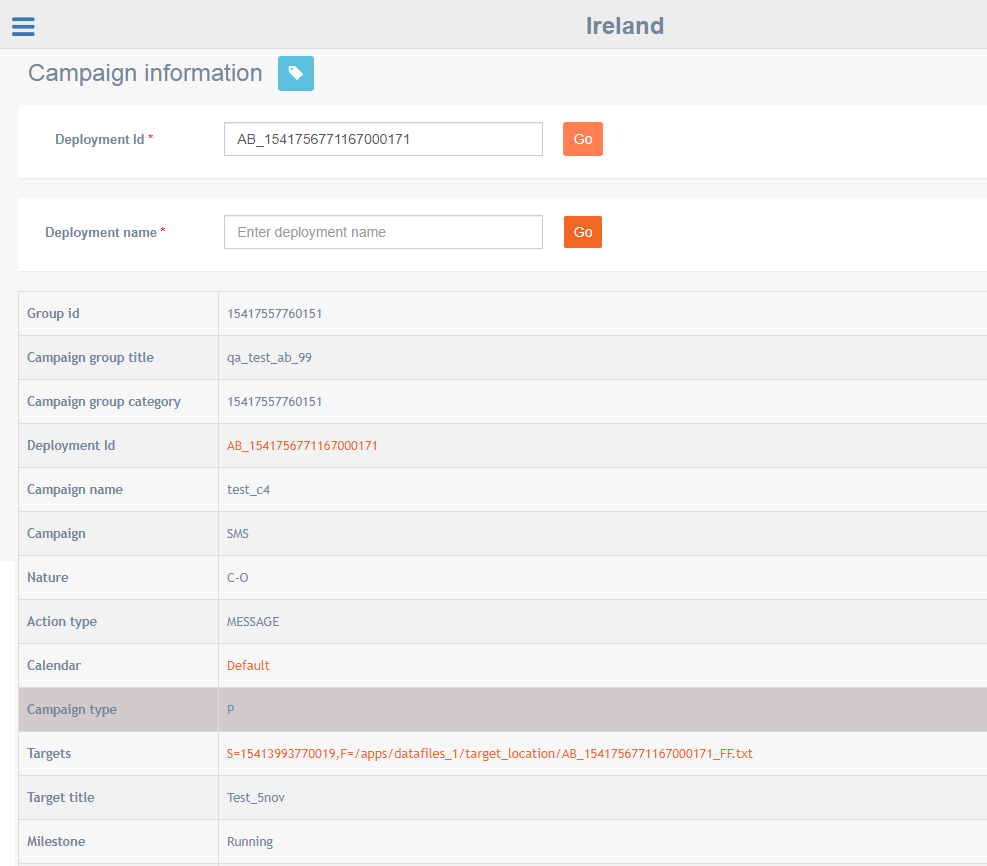 Ireland
Campaign information
Deployment Id * AB_1541756771167000171 Go
Deployment name * Enter deployment name Go
Group id 15417557760151
Campaign group title qa_test_ab_99
Campaign group category 15417557760151
Deployment Id AB_1541756771167000171
Campaign name test_c4
Campaign SMS
Nature C-O
Action type MESSAGE
Calendar Default
Campaign type P
Targets S=15413993770019,F=/apps/datafiles_1/target_location/AB_1541756771167000171_FF.txt
Target title Test_5nov
Milestone Running